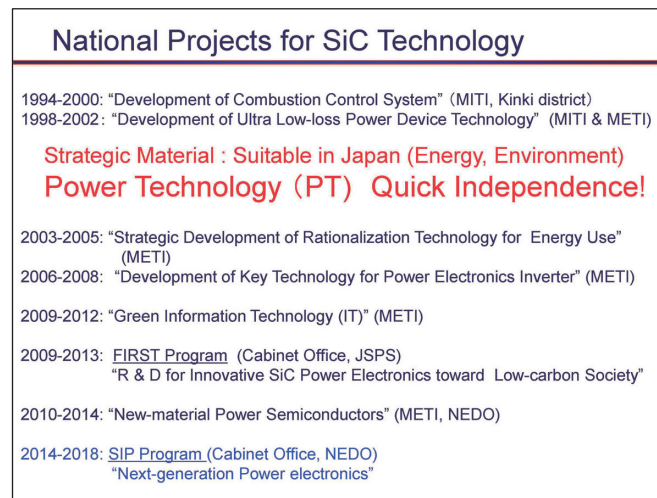 National Projects for SiC Technology
1994-2000: “Development of Combustion Control System” (MITI, Kinki district)
1998-2002: “Development of Ultra Low-loss Power Device Technology” (MITI & METI)
Strategic Material : Suitable in Japan (Energy, Environment)
Power Technology (PT) Quick Independence!
2003-2005: “Strategic Development of Rationalization Technology for Energy Use”
(METI)
2006-2008: “Development of Key Technology for Power Electronics Inverter” (METI)
2009-2012: “Green Information Technology (IT)” (METI)
2009-2013: FIRST Program (Cabinet Office, JSPS)
“R & D for Innovative SiC Power Electronics toward Low-carbon Society”
2010-2014: “New-material Power Semiconductors” (METI, NEDO)
2014-2018: SIP Program (Cabinet Office, NEDO)
“Next-generation Power electronics”